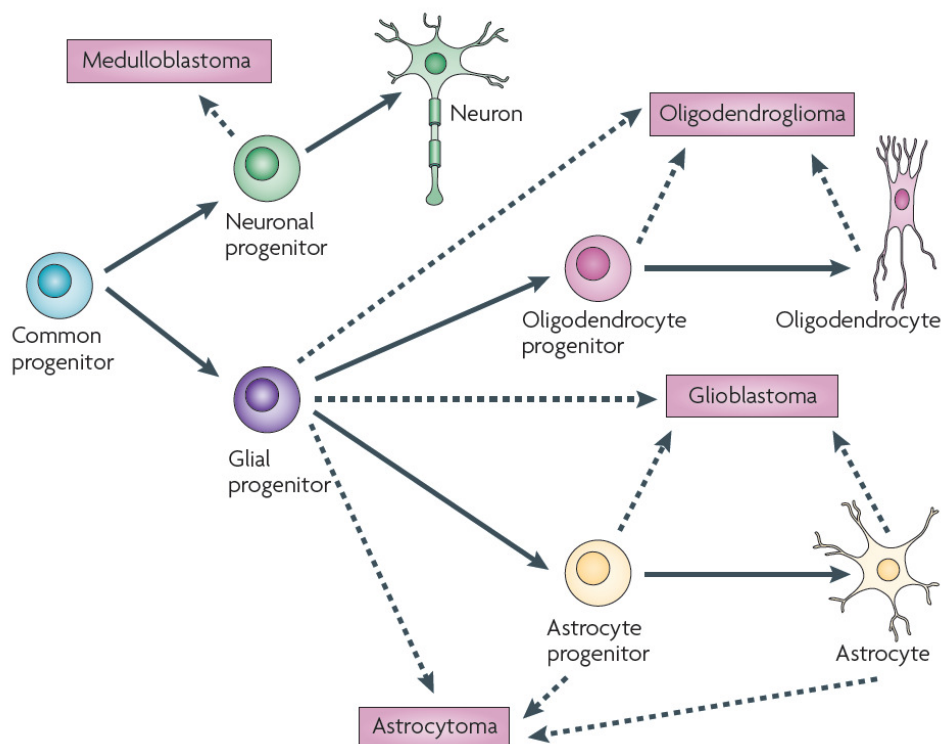 Medulloblastoma
Neuron
Oligodendroglioma
Neuronal
progenitor
Common
progenitor
Oligodendrocyte
progenitor
Oligodendrocyte
Glioblastoma
Glial
progenitor
Astrocyte
progenitor
Astrocyte
Astrocytoma